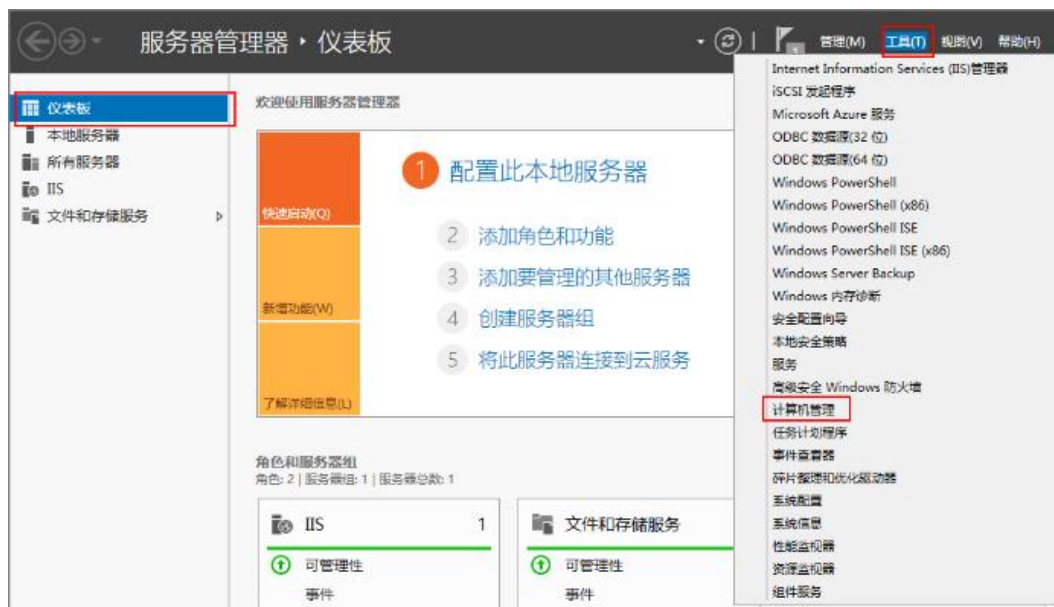 服务器管理器 · 仪表板
管理(M) 工具(T) 视图(V) 帮助(H)
仪表板
本地服务器
所有服务器
IIS
文件和存储服务
欢迎使用服务器管理器
快速启动(Q)
新增功能(W)
了解详细信息(L)
1 配置此本地服务器
2 添加角色和功能
3 添加要管理的其他服务器
4 创建服务器组
5 将此服务器连接到云服务
角色和服务器组
角色: 2 | 服务器组: 1 | 服务器总数: 1
IIS 1
可管理性
事件
文件和存储服务
可管理性
事件
Internet Information Services (IIS)管理器
iSCSI 发起程序
Microsoft Azure 服务
ODBC 数据源(32 位)
ODBC 数据源(64 位)
Windows PowerShell
Windows PowerShell (x86)
Windows PowerShell ISE
Windows PowerShell ISE (x86)
Windows Server Backup
Windows 内存诊断
安全配置向导
本地安全策略
服务
高级安全 Windows 防火墙
计算机管理
任务计划程序
事件查看器
碎片整理和优化驱动器
系统配置
系统信息
性能监视器
资源监视器
组件服务